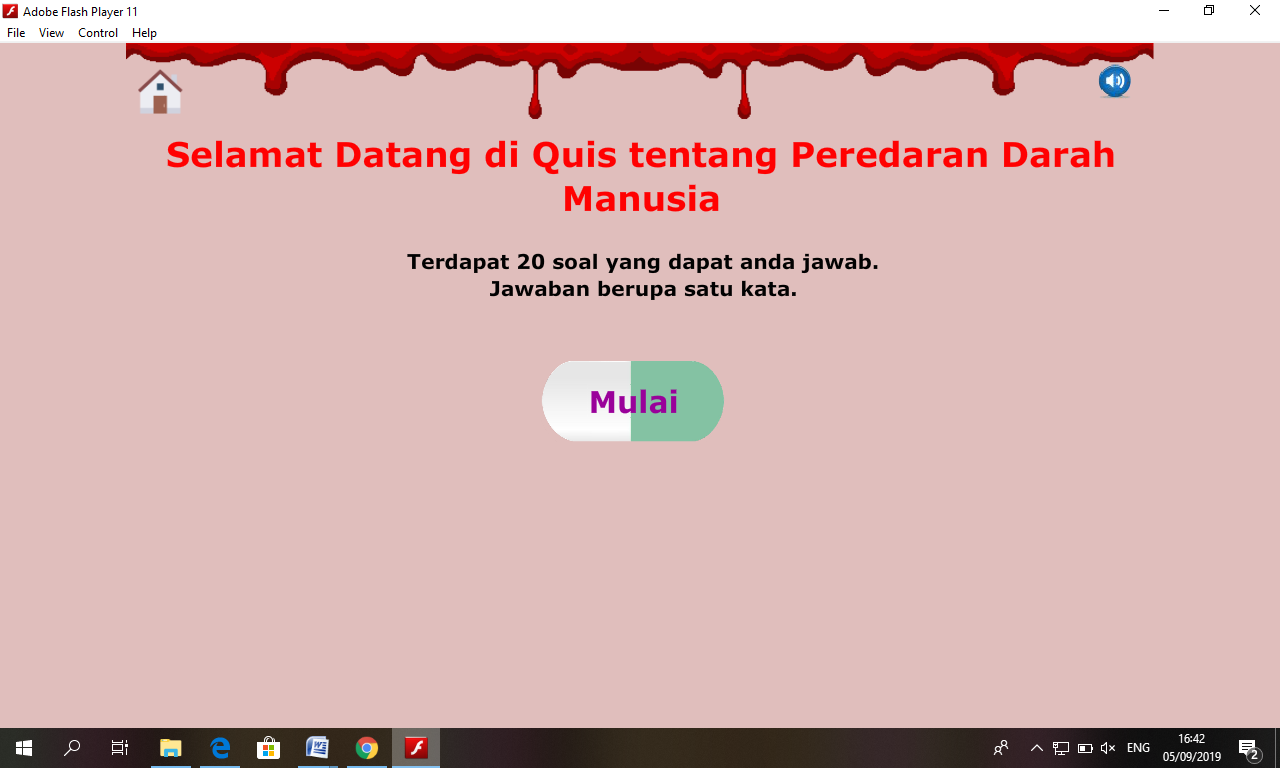 Adobe Flash Player 11
File View Control Help
Selamat Datang di Quis tentang Peredaran Darah
Manusia
Terdapat 20 soal yang dapat anda jawab.
Jawaban berupa satu kata.
Mulai
ENG
16:42
05/09/2019
2